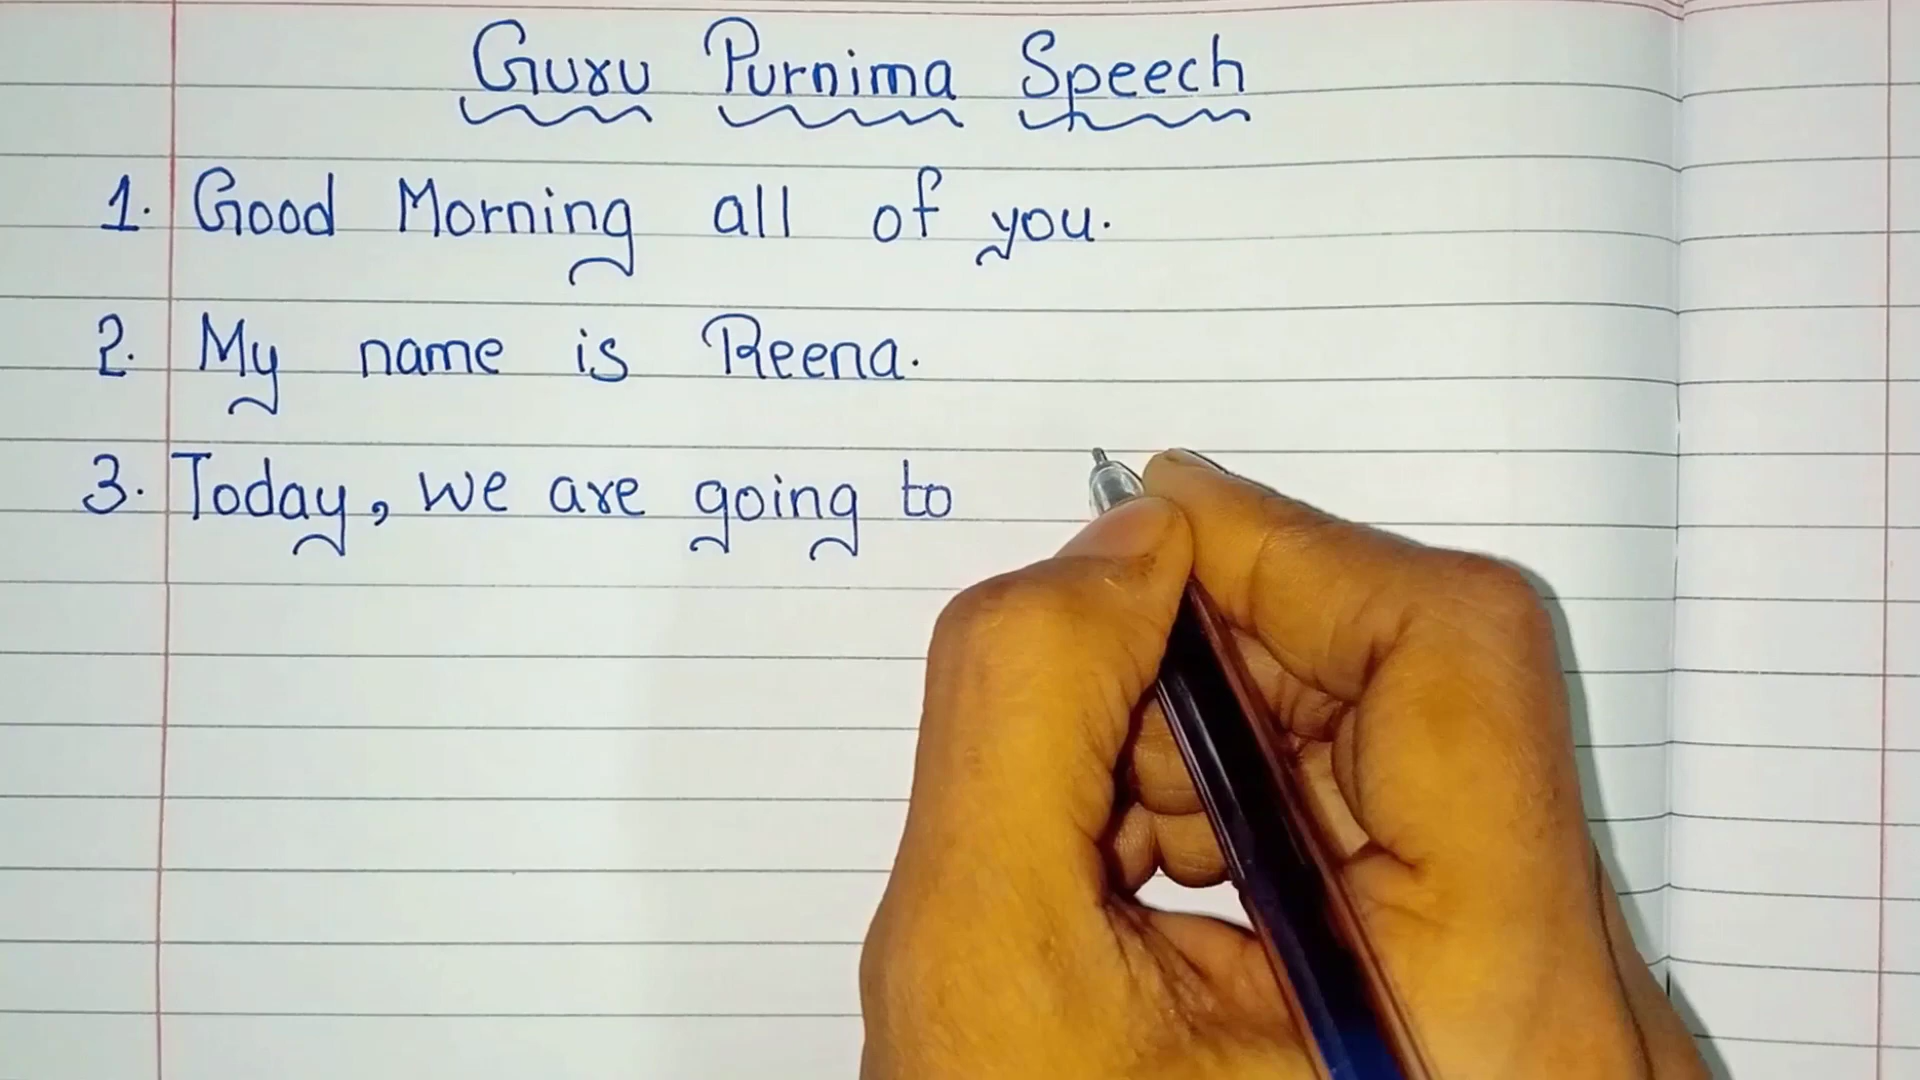 Guru Purnima Speech
1. Good Morning all of you.
2. My name is Reena.
3. Today, we are going to